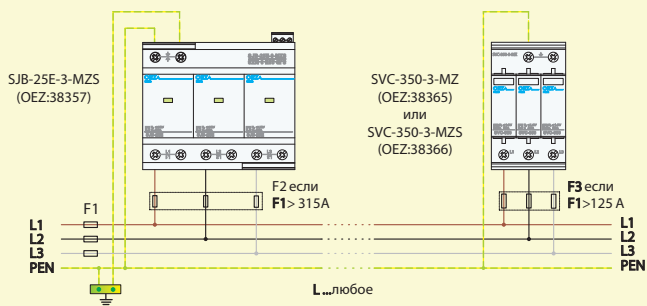 SJB-25E-3-MZS
(OEZ:38357)
SVC-350-3-MZ
(OEZ:38365)
или
SVC-350-3-MZS
(OEZ:38366)
F2 если
F1> 315A
F3 если
F1>125 A
F1
L1
L2
L3
PEN
L1
L2
L3
PEN
L ...любое